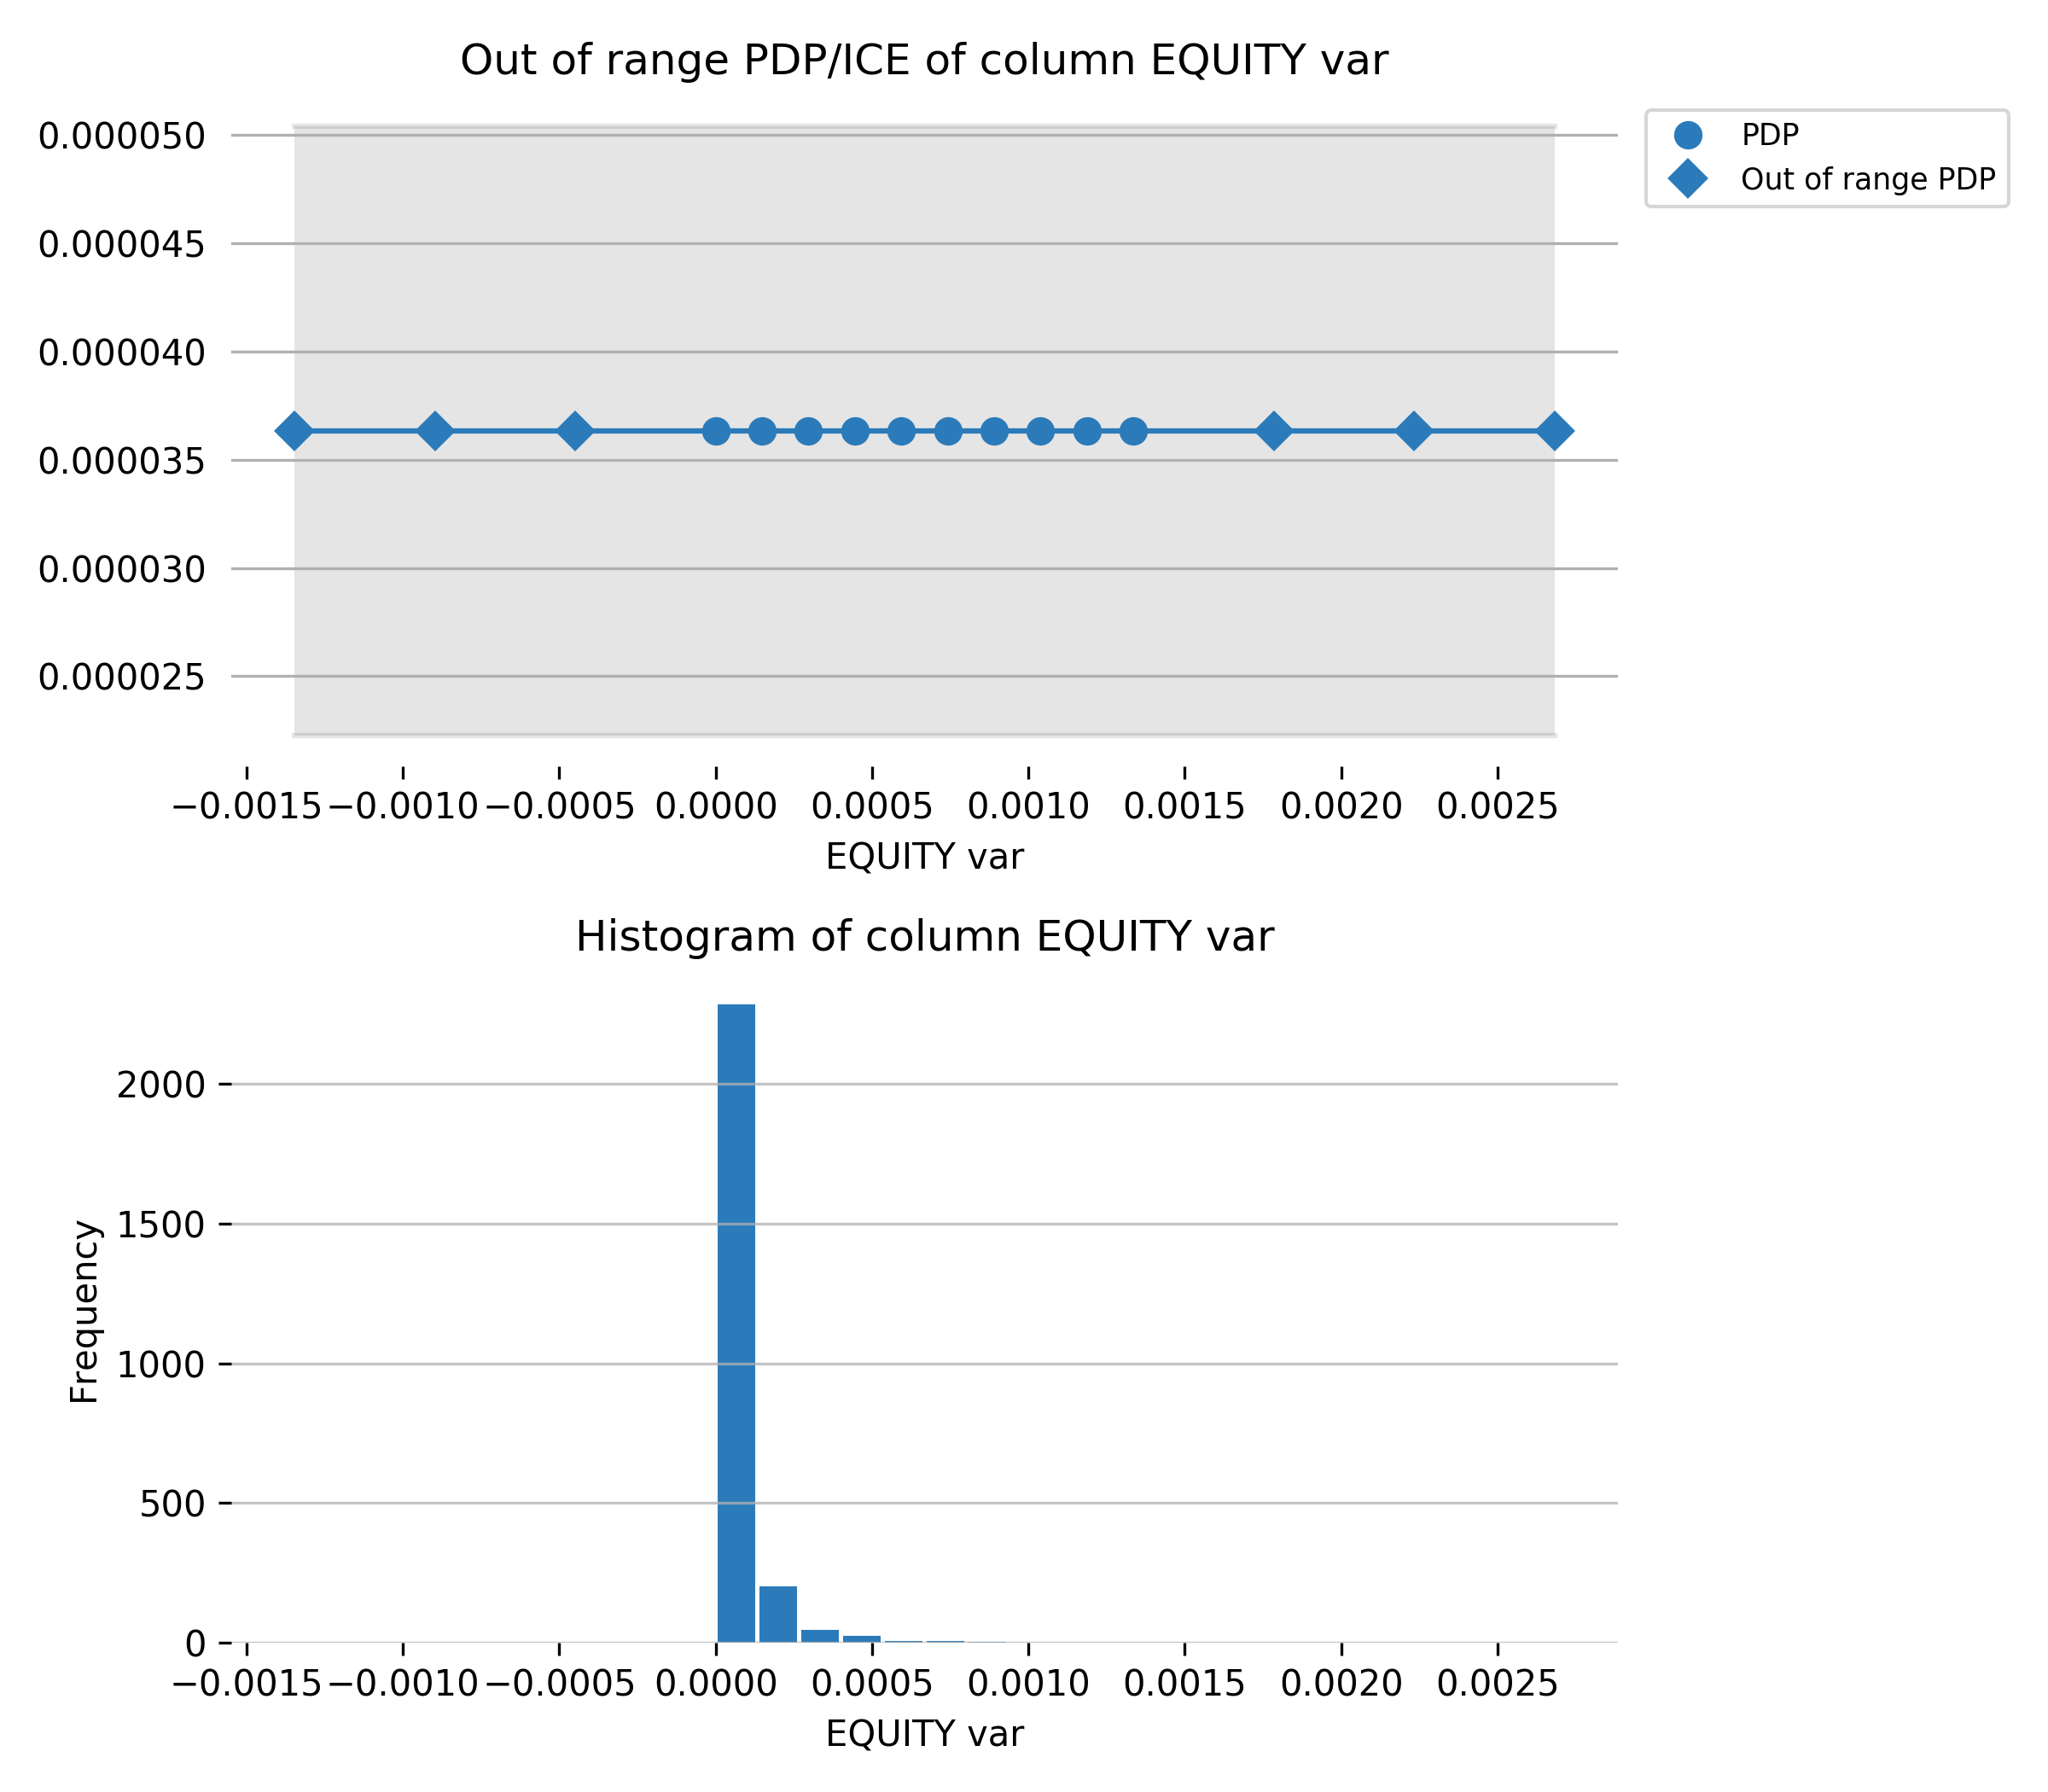 Out of range PDP/ICE of column EQUITY var
PDP
Out of range PDP
0.000050
0.000045
0.000040
0.000035
0.000030
0.000025
−0.0015 −0.0010 −0.0005 0.0000 0.0005 0.0010 0.0015 0.0020 0.0025
EQUITY var
Histogram of column EQUITY var
Frequency
2000
1500
1000
500
0
−0.0015 −0.0010 −0.0005 0.0000 0.0005 0.0010 0.0015 0.0020 0.0025
EQUITY var